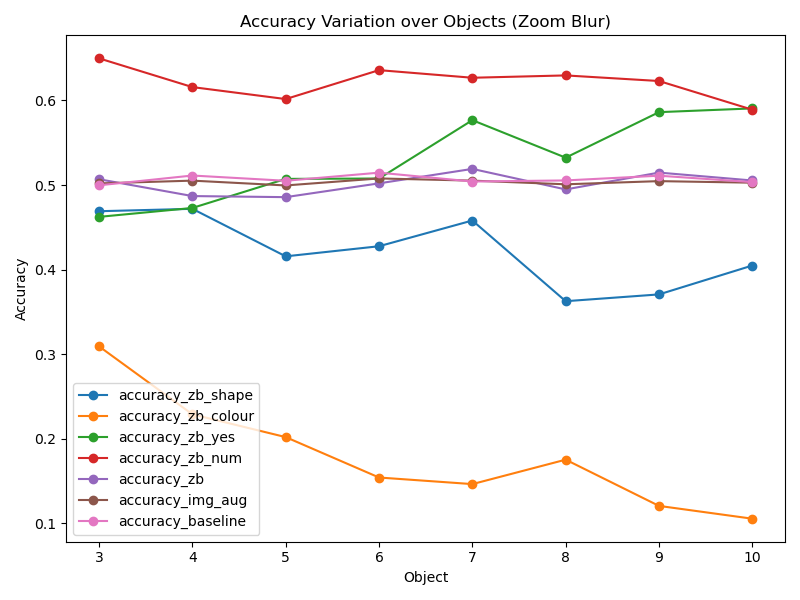 Accuracy Variation over Objects (Zoom Blur)
Accuracy
0.6
0.5
0.4
0.3
0.2
0.1
accuracy_zb_shape
accuracy_zb_colour
accuracy_zb_yes
accuracy_zb_num
accuracy_zb
accuracy_img_aug
accuracy_baseline
3 4 5 6 7 8 9 10
Object